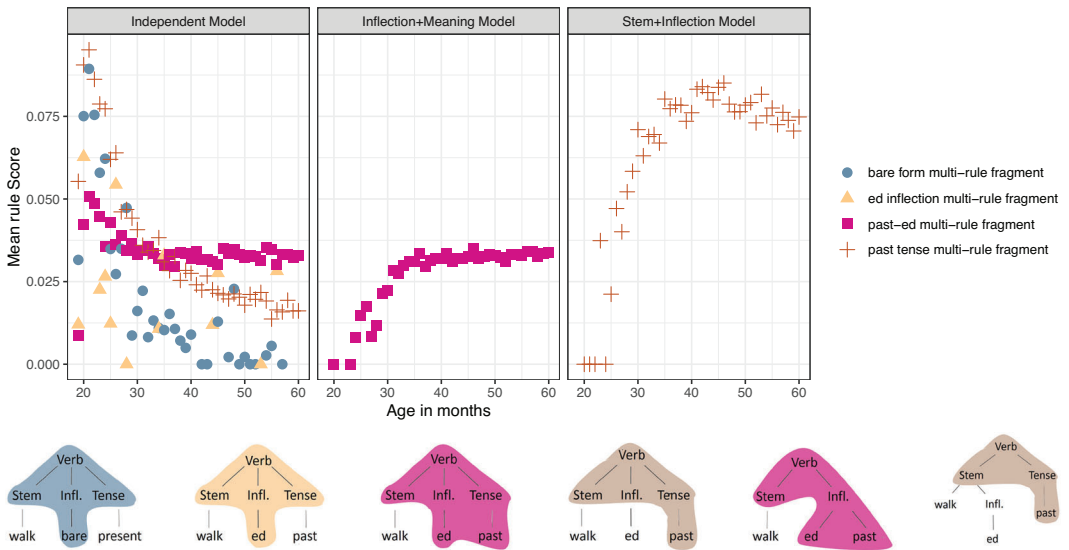 Independent Model
Inflection+Meaning Model
Stem+Inflection Model
Mean rule Score
0.075
0.050
0.025
0.000
20 30 40 50 60
20 30 40 50 60
20 30 40 50 60
Age in months
bare form multi−rule fragment
ed inflection multi−rule fragment
past−ed multi−rule fragment
past tense multi−rule fragment
Verb
Stem Infl. Tense
walk bare present
Verb
Stem Infl. Tense
walk ed past
Verb
Stem Infl. Tense
walk ed past
Verb
Stem Infl. Tense
walk ed past
Verb
Stem Infl.
walk ed past
Verb
Stem Tense
walk Infl. past
ed